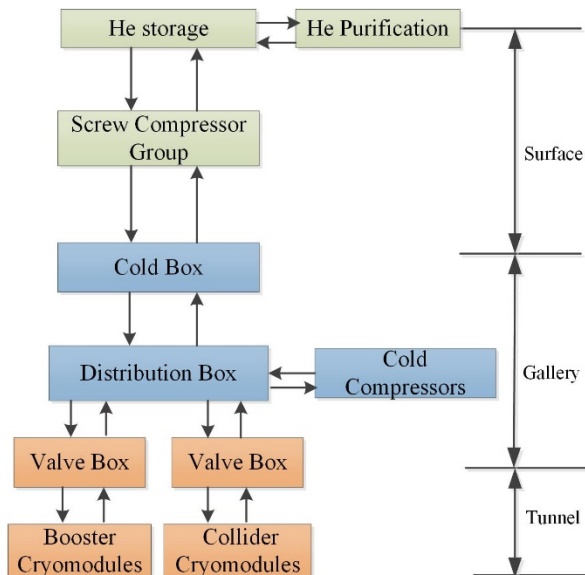 He storage
He Purification
Screw Compressor
Group
Surface
Cold Box
Distribution Box
Cold
Compressors
Gallery
Valve Box
Valve Box
Booster
Cryomodules
Collider
Cryomodules
Tunnel